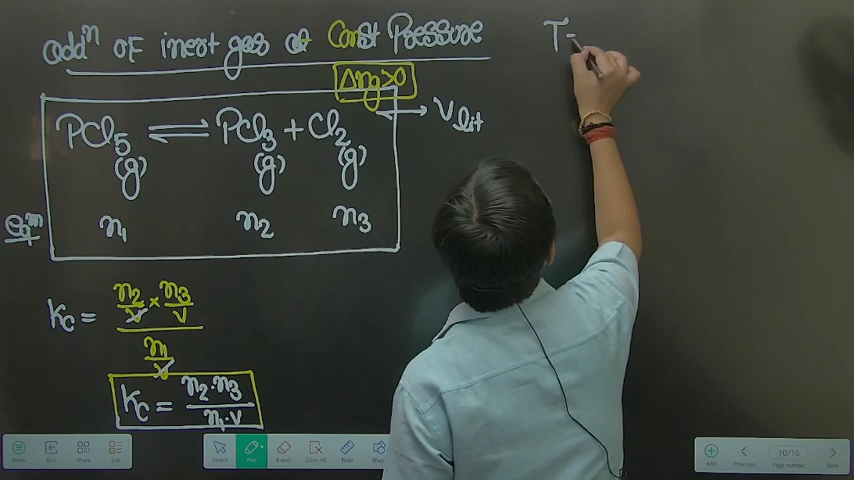 Oddⁿ of inert gas at Const Pressure
Δng>0
PCl5 ⇌ PCl3 + Cl2 → V lit
(g) (g) (g)
Eqᵐ n1 n2 n3
Kc = (n2/V × n3/V) / (n1/V)
Kc = n2·n3 / n1·V
T=
Menu Exit Share List
Select Pen Eraser Clear All Ruler
Add Previous 10/16 Page number Next